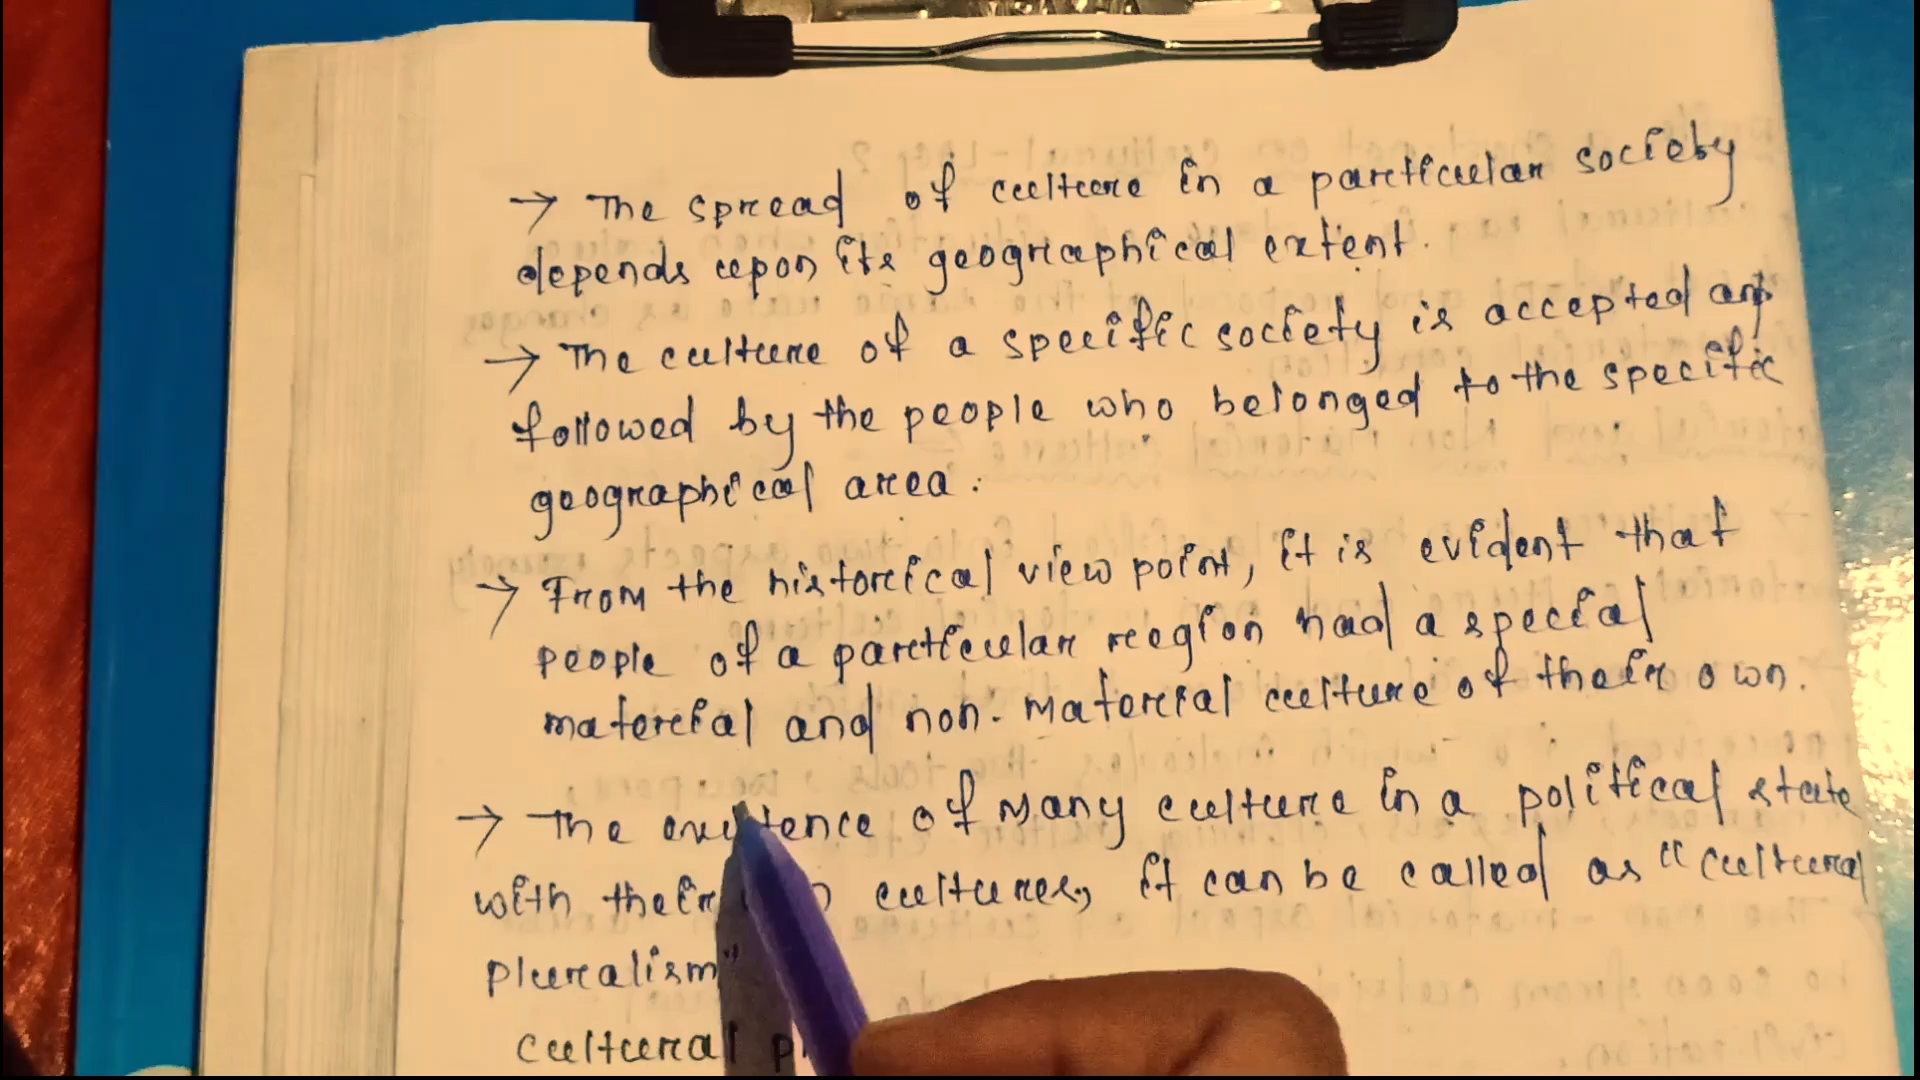 → The spread of culture in a particular society
depends upon its geographical extent.
→ The culture of a specific society is accepted and
followed by the people who belonged to the specific
geographical area.
→ From the historical view point, it is evident that
people of a particular region had a special
material and non-material culture of their own.
→ The existence of many culture in a political state
with their cultures, it can be called as "Cultural
Pluralism"
Cultural